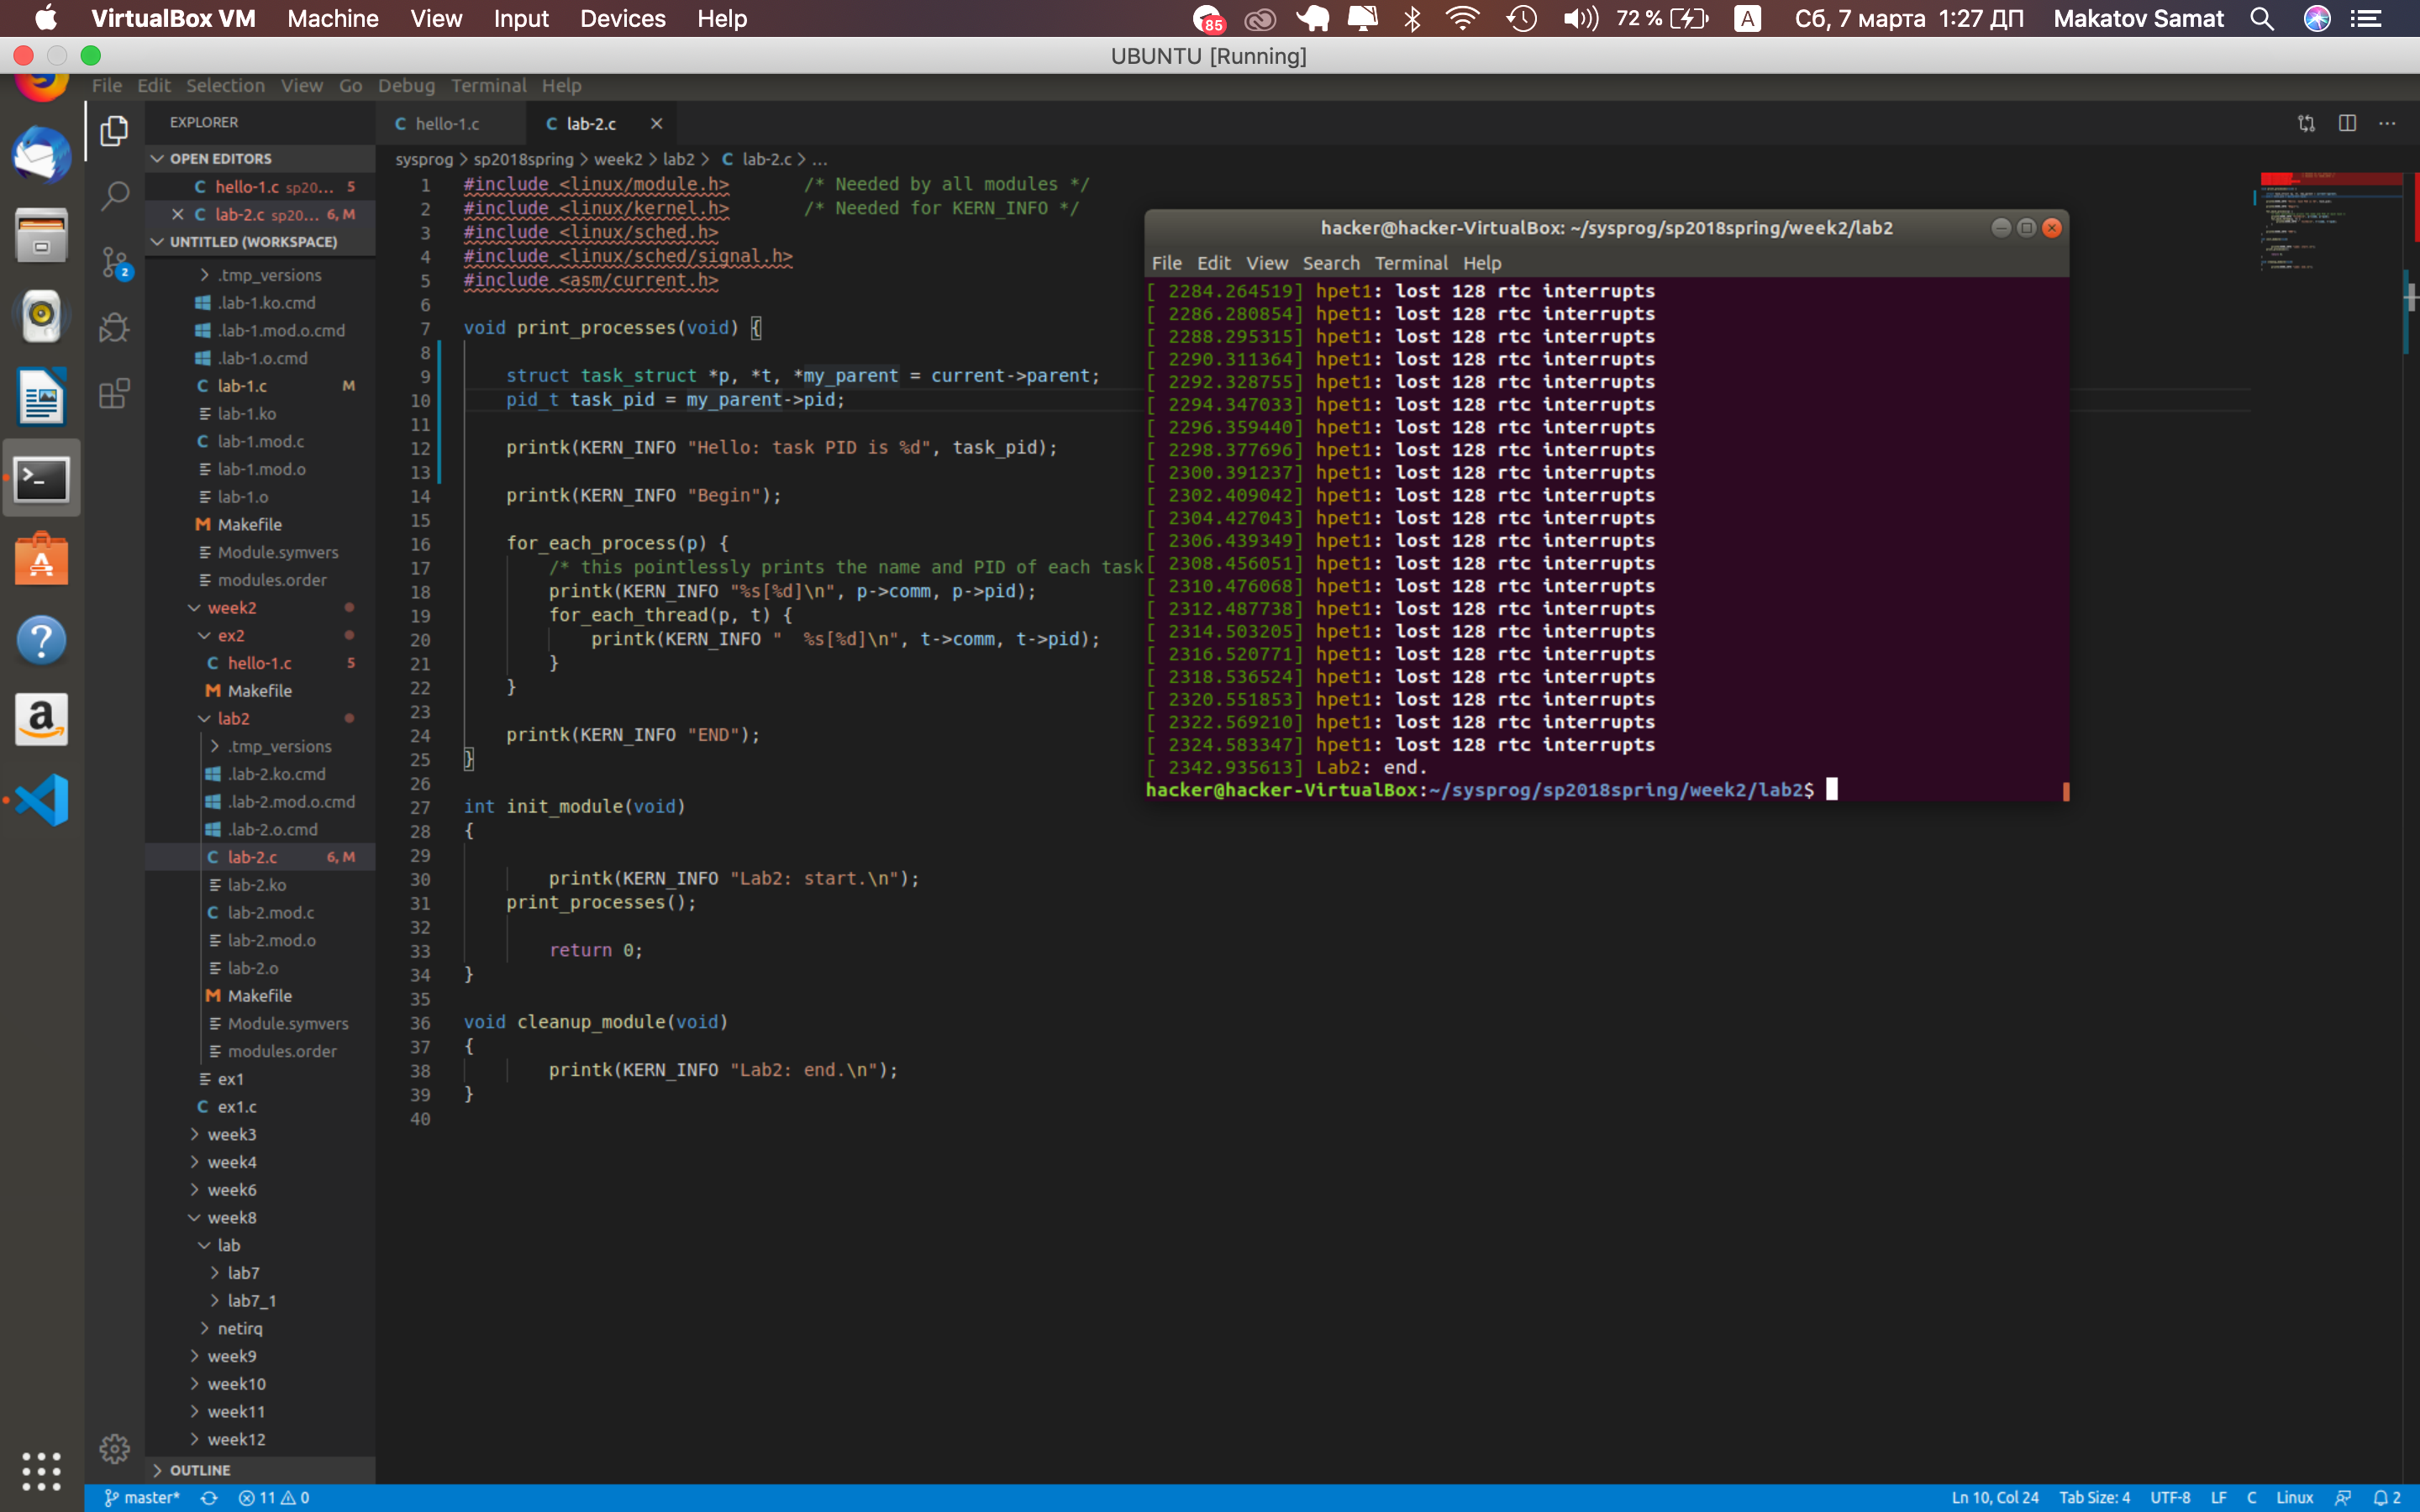 VirtualBox VM Machine View Input Devices Help 85 72 % A Сб, 7 марта 1:27 ДП Makatov Samat
UBUNTU [Running]
File Edit Selection View Go Debug Terminal Help
EXPLORER
OPEN EDITORS
C hello-1.c sp20... 5
C lab-2.c sp20... 6, M
UNTITLED (WORKSPACE)
.tmp_versions
.lab-1.ko.cmd
.lab-1.mod.o.cmd
.lab-1.o.cmd
C lab-1.c M
lab-1.ko
C lab-1.mod.c
lab-1.mod.o
lab-1.o
M Makefile
Module.symvers
modules.order
week2
ex2
C hello-1.c 5
M Makefile
lab2
.tmp_versions
.lab-2.ko.cmd
.lab-2.mod.o.cmd
.lab-2.o.cmd
C lab-2.c 6, M
lab-2.ko
C lab-2.mod.c
lab-2.mod.o
lab-2.o
M Makefile
Module.symvers
modules.order
ex1
C ex1.c
week3
week4
week6
week8
lab
lab7
lab7_1
netirq
week9
week10
week11
week12
OUTLINE
2
C hello-1.c C lab-2.c
sysprog > sp2018spring > week2 > lab2 > C lab-2.c > ...
1 #include <linux/module.h> /* Needed by all modules */
2 #include <linux/kernel.h> /* Needed for KERN_INFO */
3 #include <linux/sched.h>
4 #include <linux/sched/signal.h>
5 #include <asm/current.h>
6
7 void print_processes(void) {
8
9 struct task_struct *p, *t, *my_parent = current->parent;
10 pid_t task_pid = my_parent->pid;
11
12 printk(KERN_INFO "Hello: task PID is %d", task_pid);
13
14 printk(KERN_INFO "Begin");
15
16 for_each_process(p) {
17 /* this pointlessly prints the name and PID of each task
18 printk(KERN_INFO "%s[%d]\n", p->comm, p->pid);
19 for_each_thread(p, t) {
20 printk(KERN_INFO "  %s[%d]\n", t->comm, t->pid);
21 }
22 }
23
24 printk(KERN_INFO "END");
25 }
26
27 int init_module(void)
28 {
29
30 printk(KERN_INFO "Lab2: start.\n");
31 print_processes();
32
33 return 0;
34 }
35
36 void cleanup_module(void)
37 {
38 printk(KERN_INFO "Lab2: end.\n");
39 }
40
hacker@hacker-VirtualBox: ~/sysprog/sp2018spring/week2/lab2
File Edit View Search Terminal Help
[ 2284.264519] hpet1: lost 128 rtc interrupts
[ 2286.280854] hpet1: lost 128 rtc interrupts
[ 2288.295315] hpet1: lost 128 rtc interrupts
[ 2290.311364] hpet1: lost 128 rtc interrupts
[ 2292.328755] hpet1: lost 128 rtc interrupts
[ 2294.347033] hpet1: lost 128 rtc interrupts
[ 2296.359440] hpet1: lost 128 rtc interrupts
[ 2298.377696] hpet1: lost 128 rtc interrupts
[ 2300.391237] hpet1: lost 128 rtc interrupts
[ 2302.409042] hpet1: lost 128 rtc interrupts
[ 2304.427043] hpet1: lost 128 rtc interrupts
[ 2306.439349] hpet1: lost 128 rtc interrupts
[ 2308.456051] hpet1: lost 128 rtc interrupts
[ 2310.476068] hpet1: lost 128 rtc interrupts
[ 2312.487738] hpet1: lost 128 rtc interrupts
[ 2314.503205] hpet1: lost 128 rtc interrupts
[ 2316.520771] hpet1: lost 128 rtc interrupts
[ 2318.536524] hpet1: lost 128 rtc interrupts
[ 2320.551853] hpet1: lost 128 rtc interrupts
[ 2322.569210] hpet1: lost 128 rtc interrupts
[ 2324.583347] hpet1: lost 128 rtc interrupts
[ 2342.935613] Lab2: end.
hacker@hacker-VirtualBox:~/sysprog/sp2018spring/week2/lab2$
master* 11 0 Ln 10, Col 24 Tab Size: 4 UTF-8 LF C Linux 2